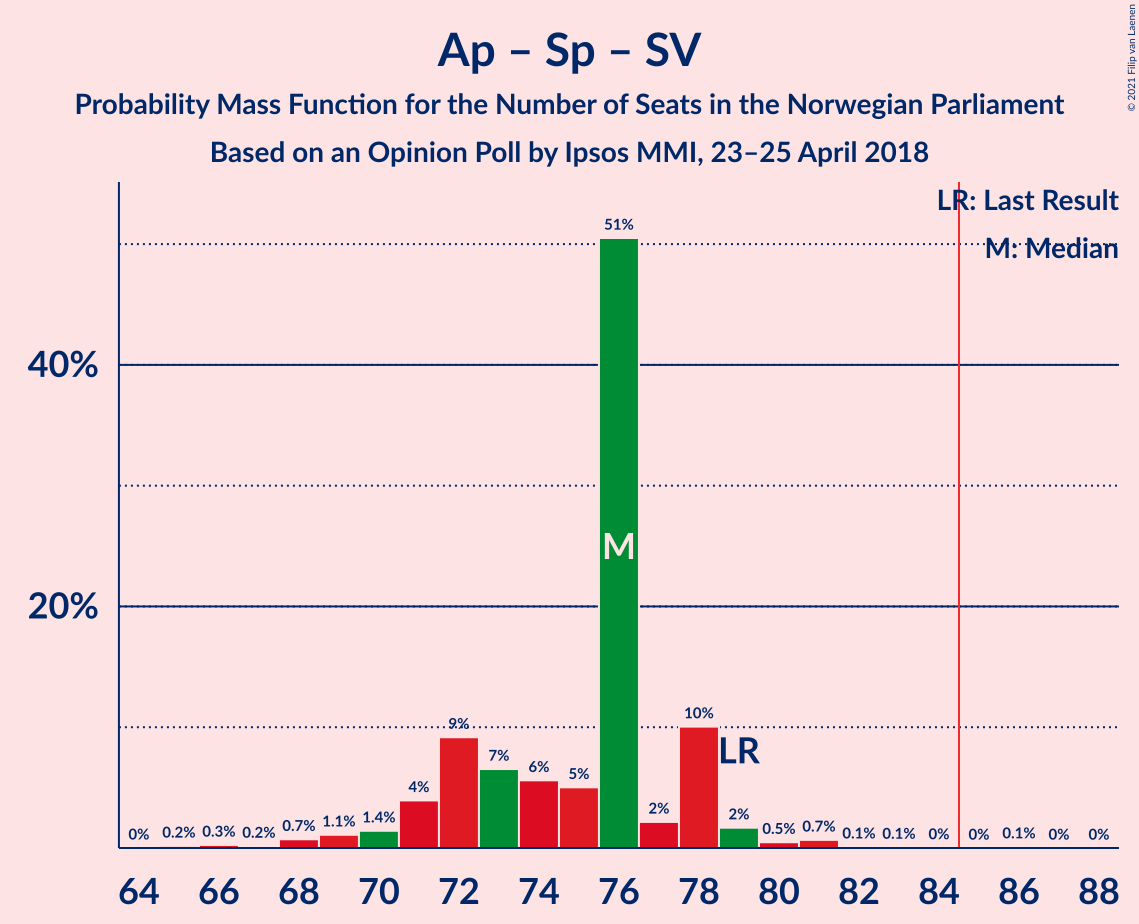 Ap – Sp – SV
Probability Mass Function for the Number of Seats in the Norwegian Parliament
Based on an Opinion Poll by Ipsos MMI, 23–25 April 2018
© 2021 Filip van Laenen
LR: Last Result
M: Median
51%
40%
M
20%
10%
9%
LR
7%
6%
5%
4%
2%
2%
0% 0.2% 0.3% 0.2% 0.7% 1.1% 1.4%
0.5% 0.7% 0.1% 0.1% 0% 0% 0.1% 0% 0%
64 66 68 70 72 74 76 78 80 82 84 86 88